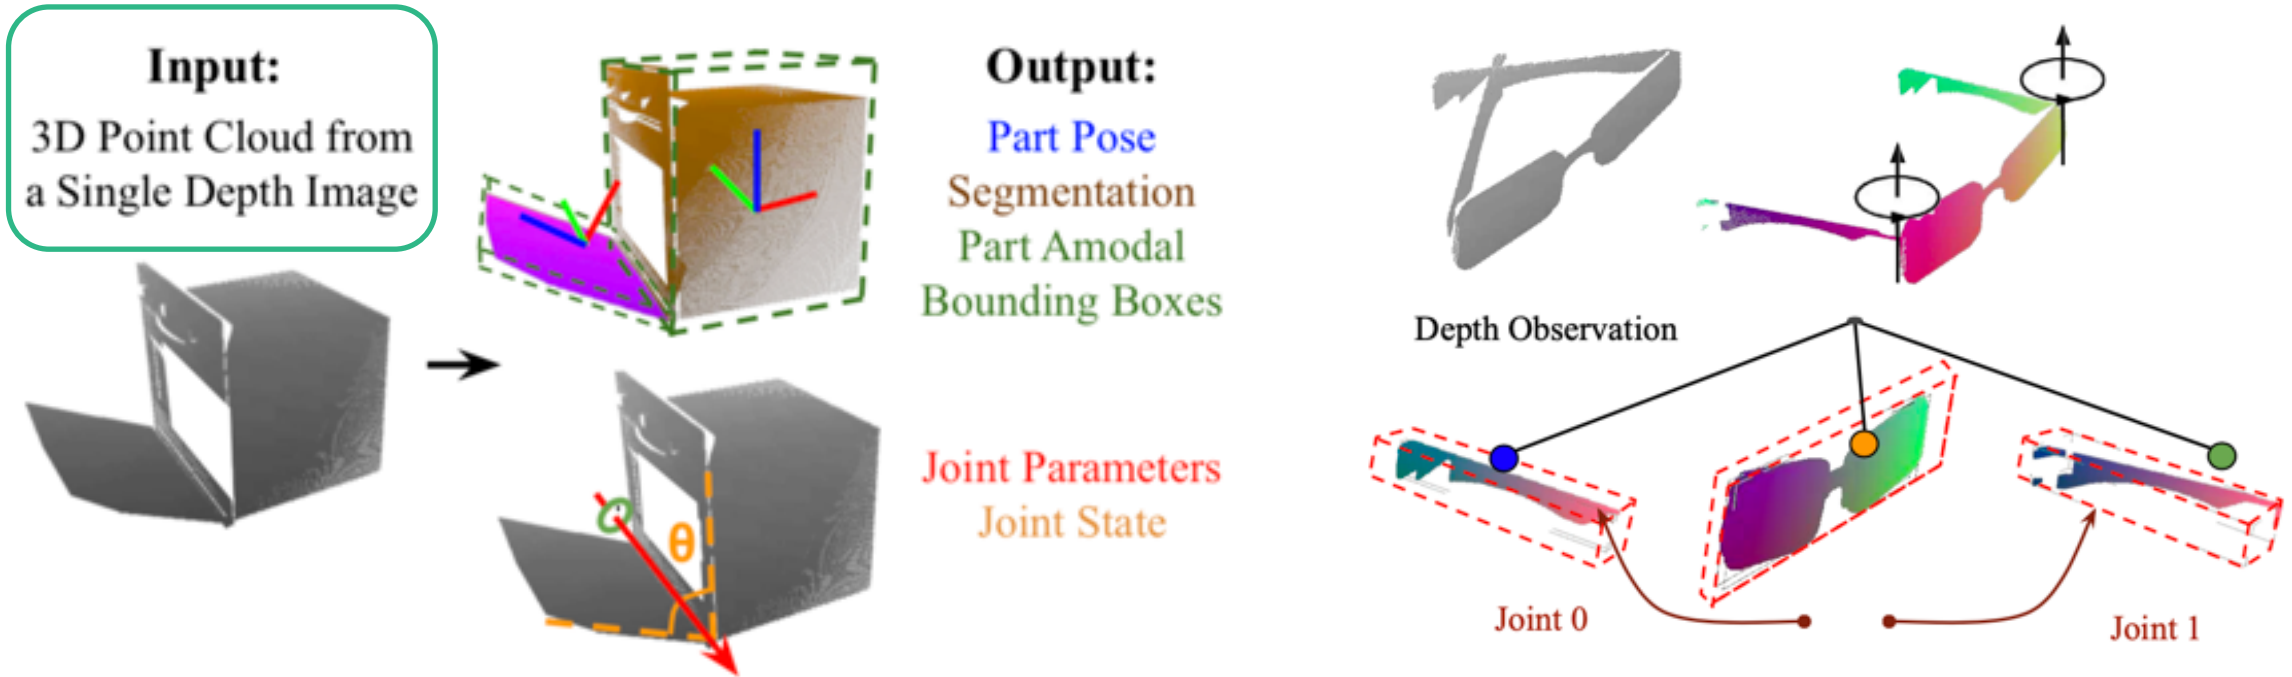 Input:
3D Point Cloud from
a Single Depth Image
Output:
Part Pose
Segmentation
Part Amodal
Bounding Boxes
Joint Parameters
Joint State
θ
Depth Observation
Joint 0
Joint 1